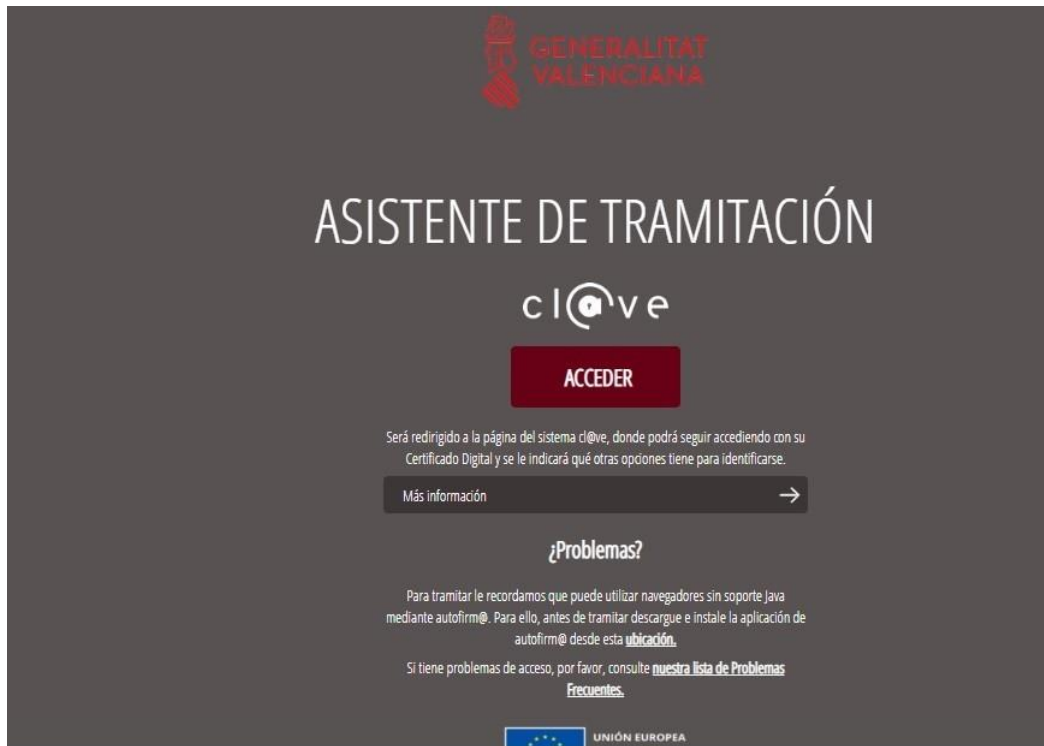 GENERALITAT
VALENCIANA
ASISTENTE DE TRAMITACIÓN
cl@ve
ACCEDER
Será redirigido a la página del sistema cl@ve, donde podrá seguir accediendo con su
Certificado Digital y se le indicará qué otras opciones tiene para identificarse.
Más información
¿Problemas?
Para tramitar le recordamos que puede utilizar navegadores sin soporte Java
mediante autofirm@. Para ello, antes de tramitar descargue e instale la aplicación de
autofirm@ desde esta ubicación.
Si tiene problemas de acceso, por favor, consulte nuestra lista de Problemas
Frecuentes.
UNIÓN EUROPEA